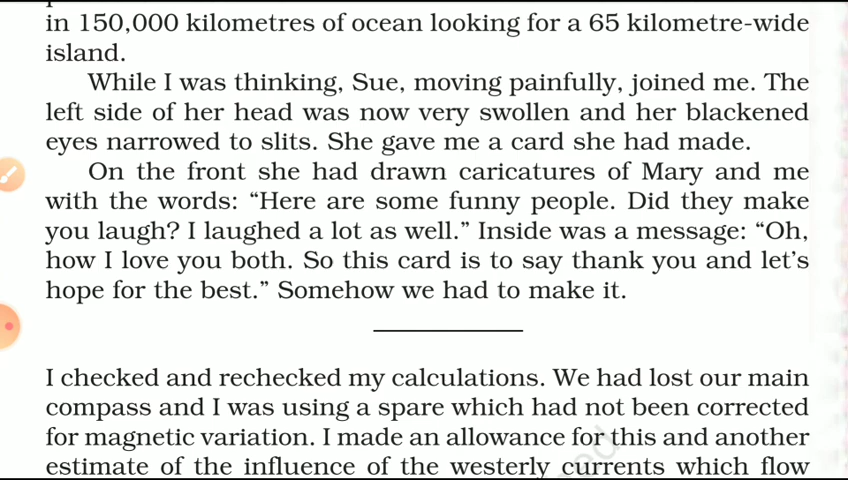 in 150,000 kilometres of ocean looking for a 65 kilometre-wide
island.
While I was thinking, Sue, moving painfully, joined me. The
left side of her head was now very swollen and her blackened
eyes narrowed to slits. She gave me a card she had made.
On the front she had drawn caricatures of Mary and me
with the words: “Here are some funny people. Did they make
you laugh? I laughed a lot as well.” Inside was a message: “Oh,
how I love you both. So this card is to say thank you and let’s
hope for the best.” Somehow we had to make it.
I checked and rechecked my calculations. We had lost our main
compass and I was using a spare which had not been corrected
for magnetic variation. I made an allowance for this and another
estimate of the influence of the westerly currents which flow